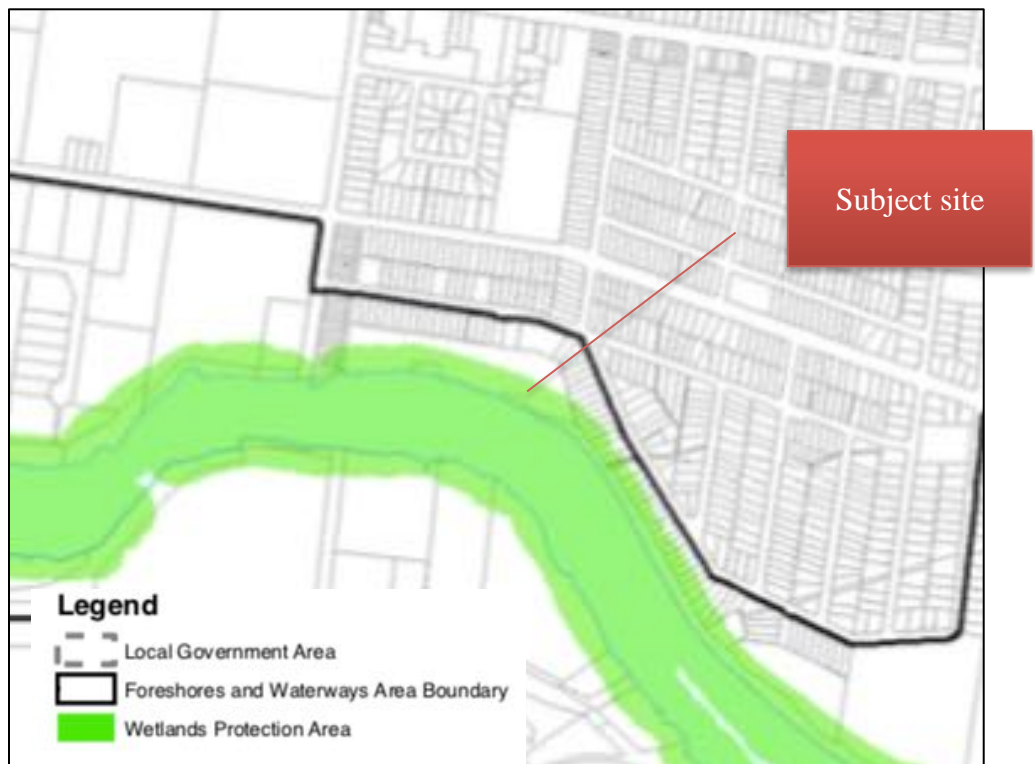 Subject site
Legend
Local Government Area
Foreshores and Waterways Area Boundary
Wetlands Protection Area